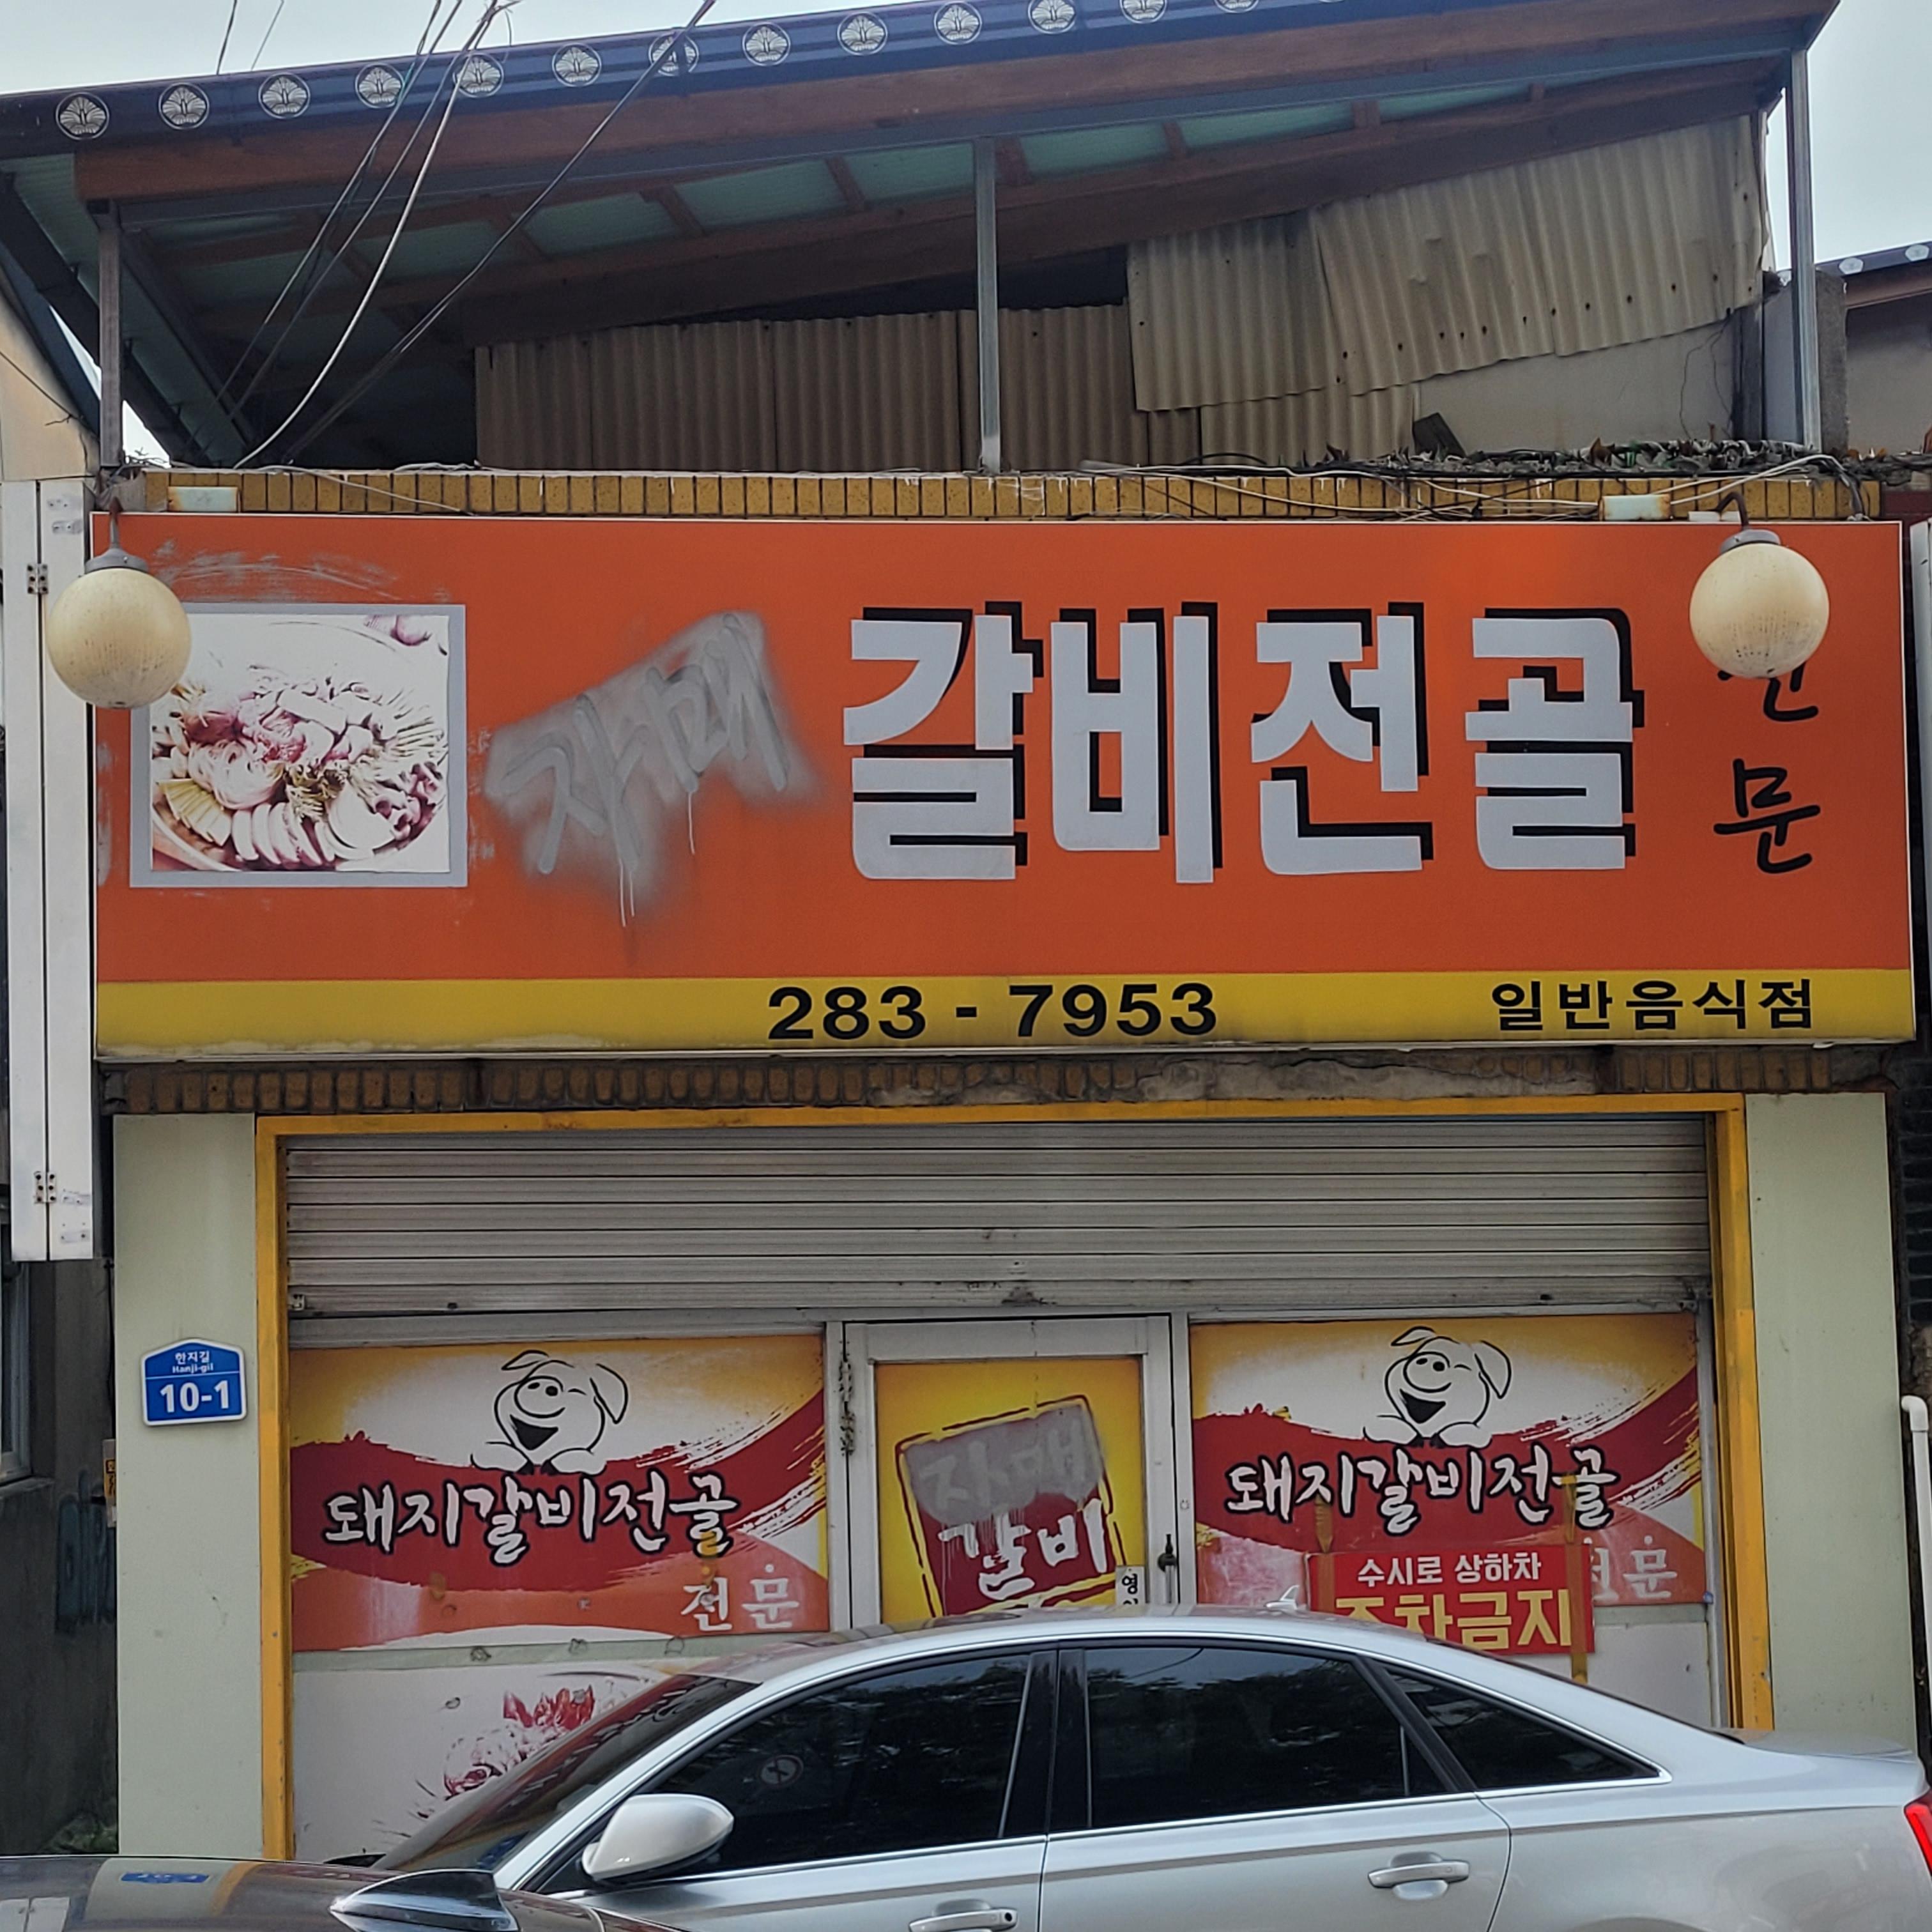 자매 갈비전골 전문
283 - 7953 일반음식점
한지길
Hanji-gil
10-1
돼지갈비전골
전문
자매
갈비
돼지갈비전골
전문
수시로 상하차
주차금지